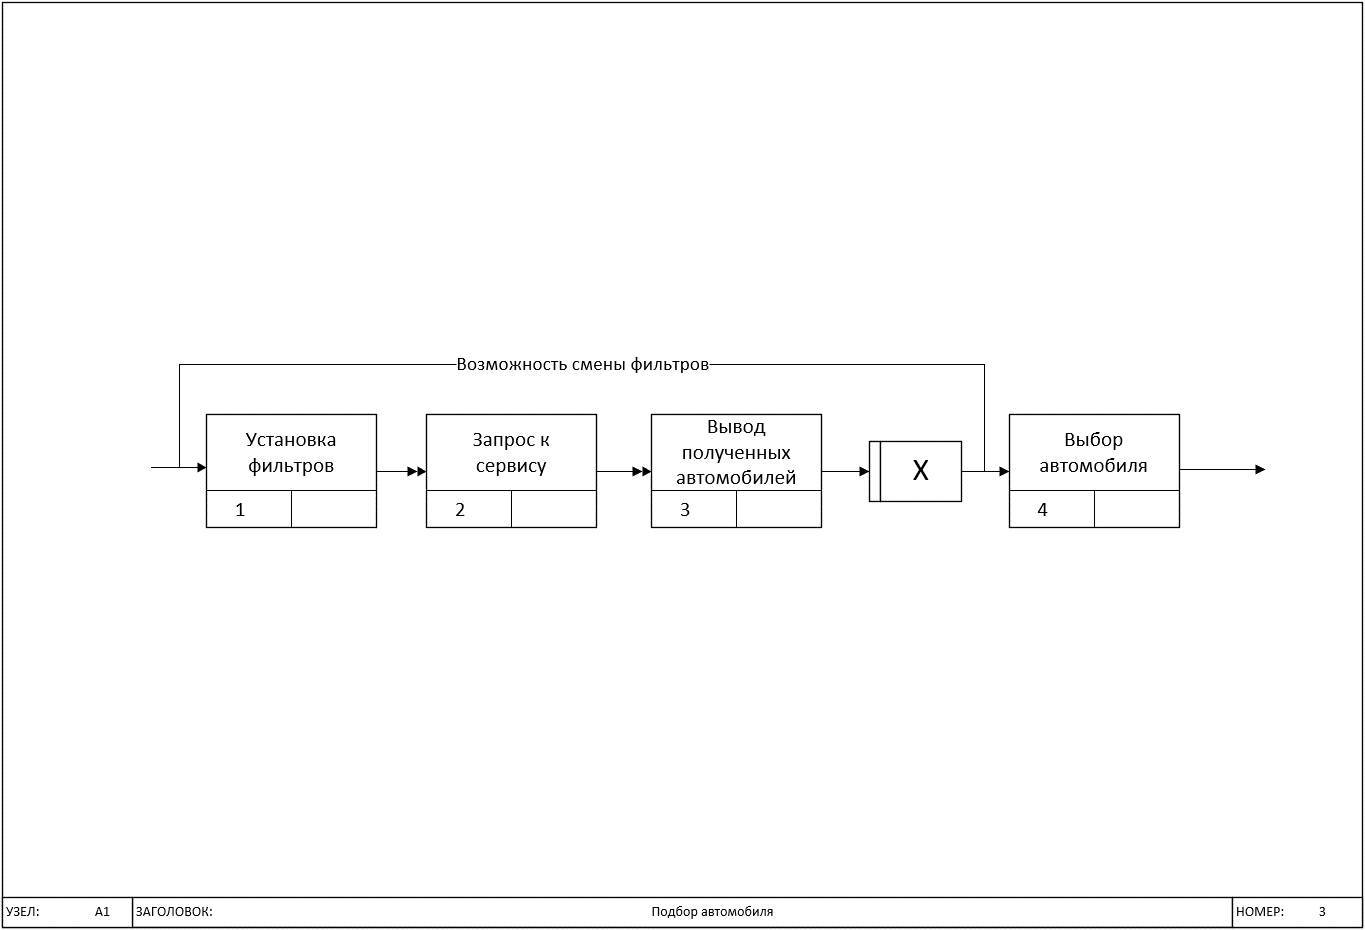 Возможность смены фильтров
Установка
фильтров
1
Запрос к
сервису
2
Вывод
полученных
автомобилей
3
X
Выбор
автомобиля
4
УЗЕЛ: A1
ЗАГОЛОВОК: Подбор автомобиля
НОМЕР: 3